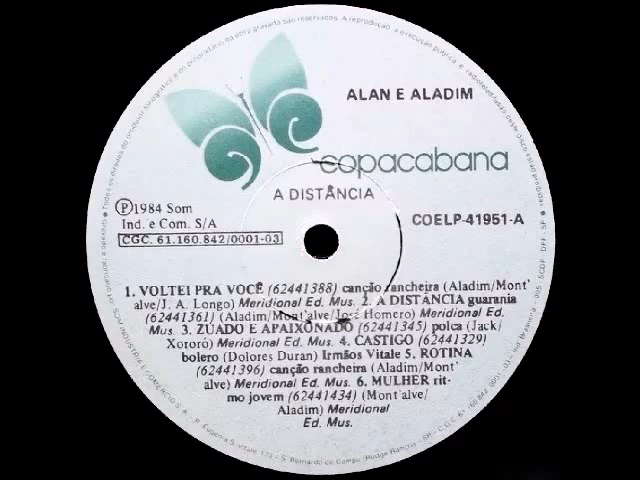 ALAN E ALADIM
copacabana
A DISTÂNCIA
Ⓟ1984 Som
Ind. e Com. S/A
CGC. 61.160.842/0001-03
COELP-41951-A
1. VOLTEI PRA VOCÊ (62441388) canção rancheira (Aladim/Mont'
alve/J. A. Longo) Meridional Ed. Mus. 2. A DISTÂNCIA guarania
(62441361) (Aladim/Mont'alve/José Homero) Meridional Ed.
Mus. 3. ZUADO E APAIXONADO (62441345) polca (Jack/
Xororó) Meridional Ed. Mus. 4. CASTIGO (62441329)
bolero (Dolores Duran) Irmãos Vitale 5. ROTINA
(62441396) canção rancheira (Aladim/Mont'
alve) Meridional Ed. Mus. 6. MULHER rit-
mo jovem (62441434) (Mont'alve/
Aladim) Meridional
Ed. Mus.